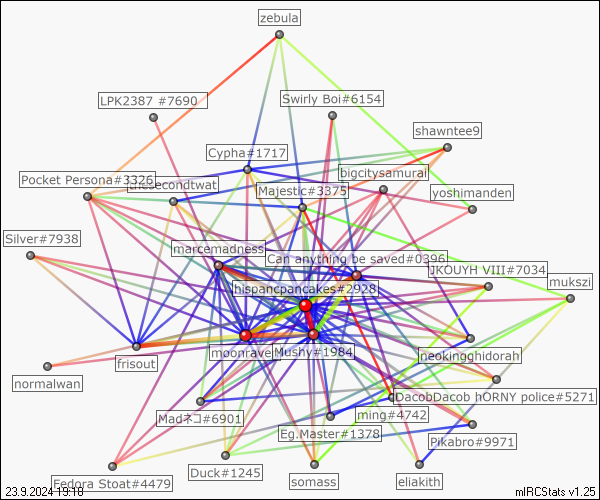 zebula
LPK2387 #7690
Swirly Boi#6154
shawntee9
Cypha#1717
bigcitysamurai
Pocket Persona#3326
thesecondtwat
Majestic#3375
yoshimanden
Silver#7938
marcemadness
Can anything be saved#0396
JKOUYH VIII#7034
mukszi
hispancpancakes#2928
moonrave
Mushy#1984
neokingghidorah
frisout
normalwan
DacobDacob hORNY police#5271
Madネコ#6901
ming#4742
Eg.Master#1378
Pikabro#9971
Fedora Stoat#4479
Duck#1245
somass
eliakith
23.9.2024 19:18
mIRCStats v1.25